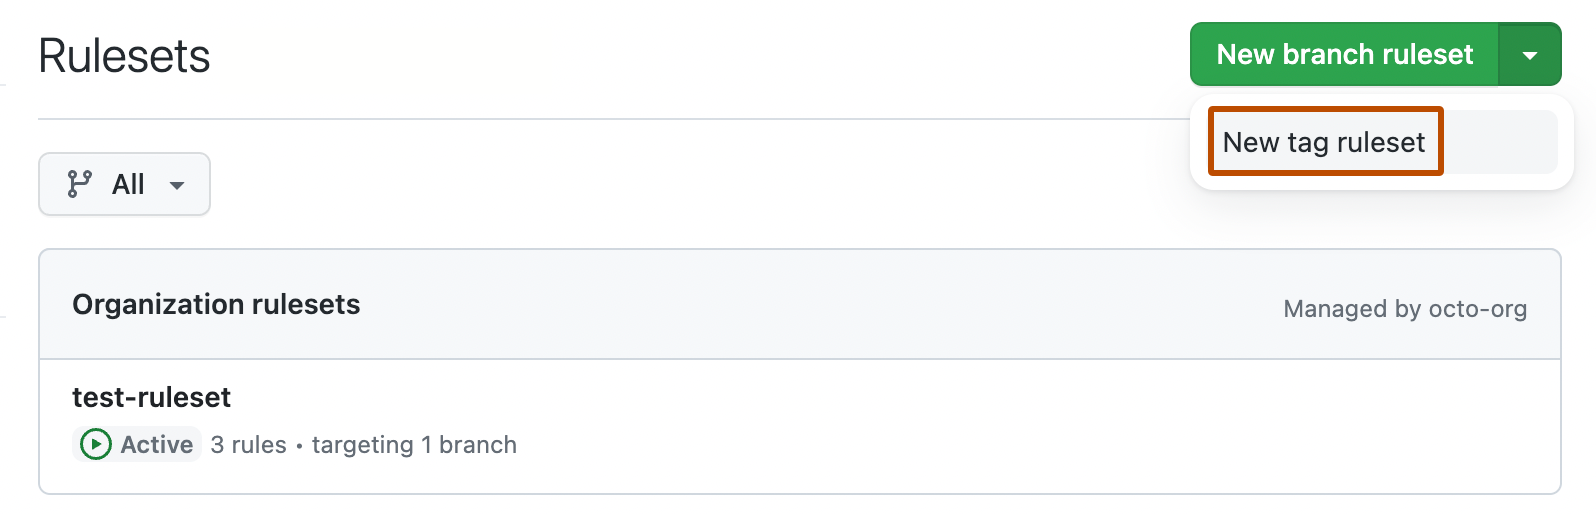 Rulesets
New branch ruleset
New tag ruleset
All
Organization rulesets
Managed by octo-org
test-ruleset
Active 3 rules • targeting 1 branch